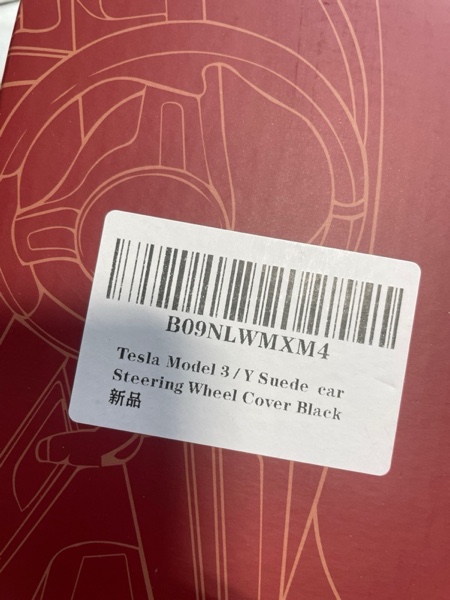 B09NLWMXM4
Tesla Model 3 / Y Suede car
Steering Wheel Cover Black
新品